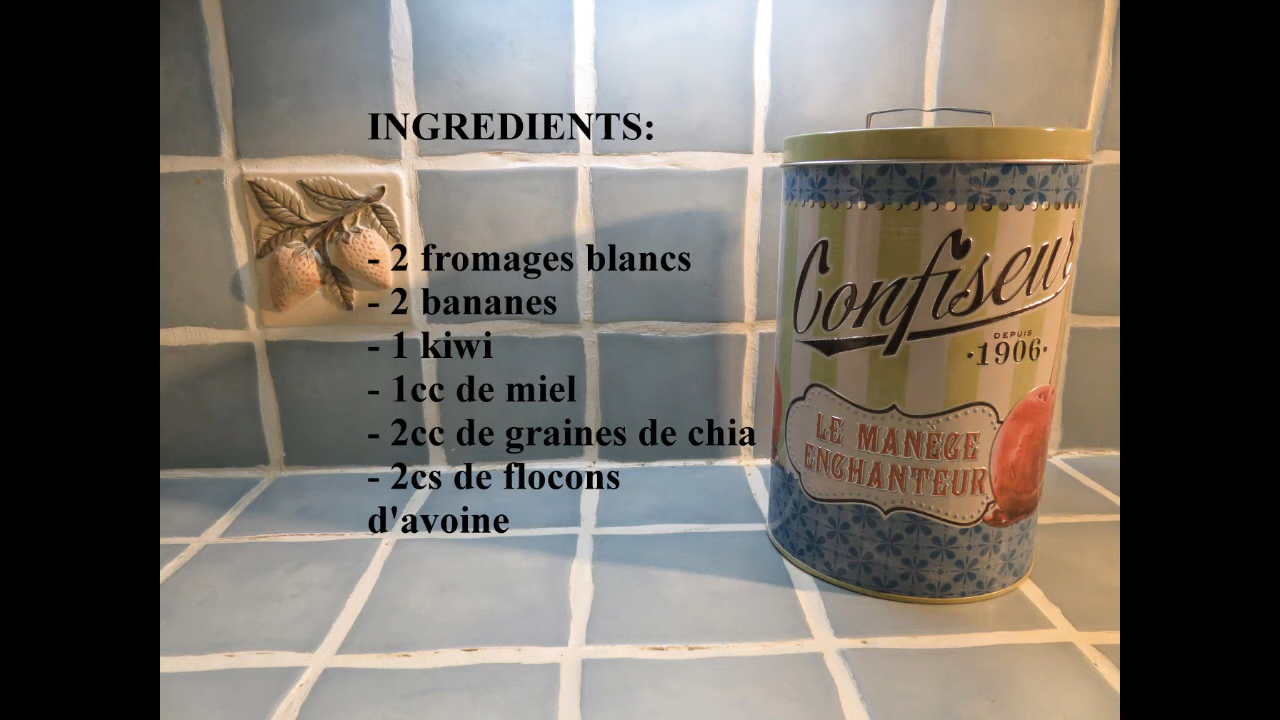 INGREDIENTS:
- 2 fromages blancs
- 2 bananes
- 1 kiwi
- 1cc de miel
- 2cc de graines de chia
- 2cs de flocons
d'avoine
Confiseur
DEPUIS
·1906·
LE MANÈGE
ENCHANTEUR